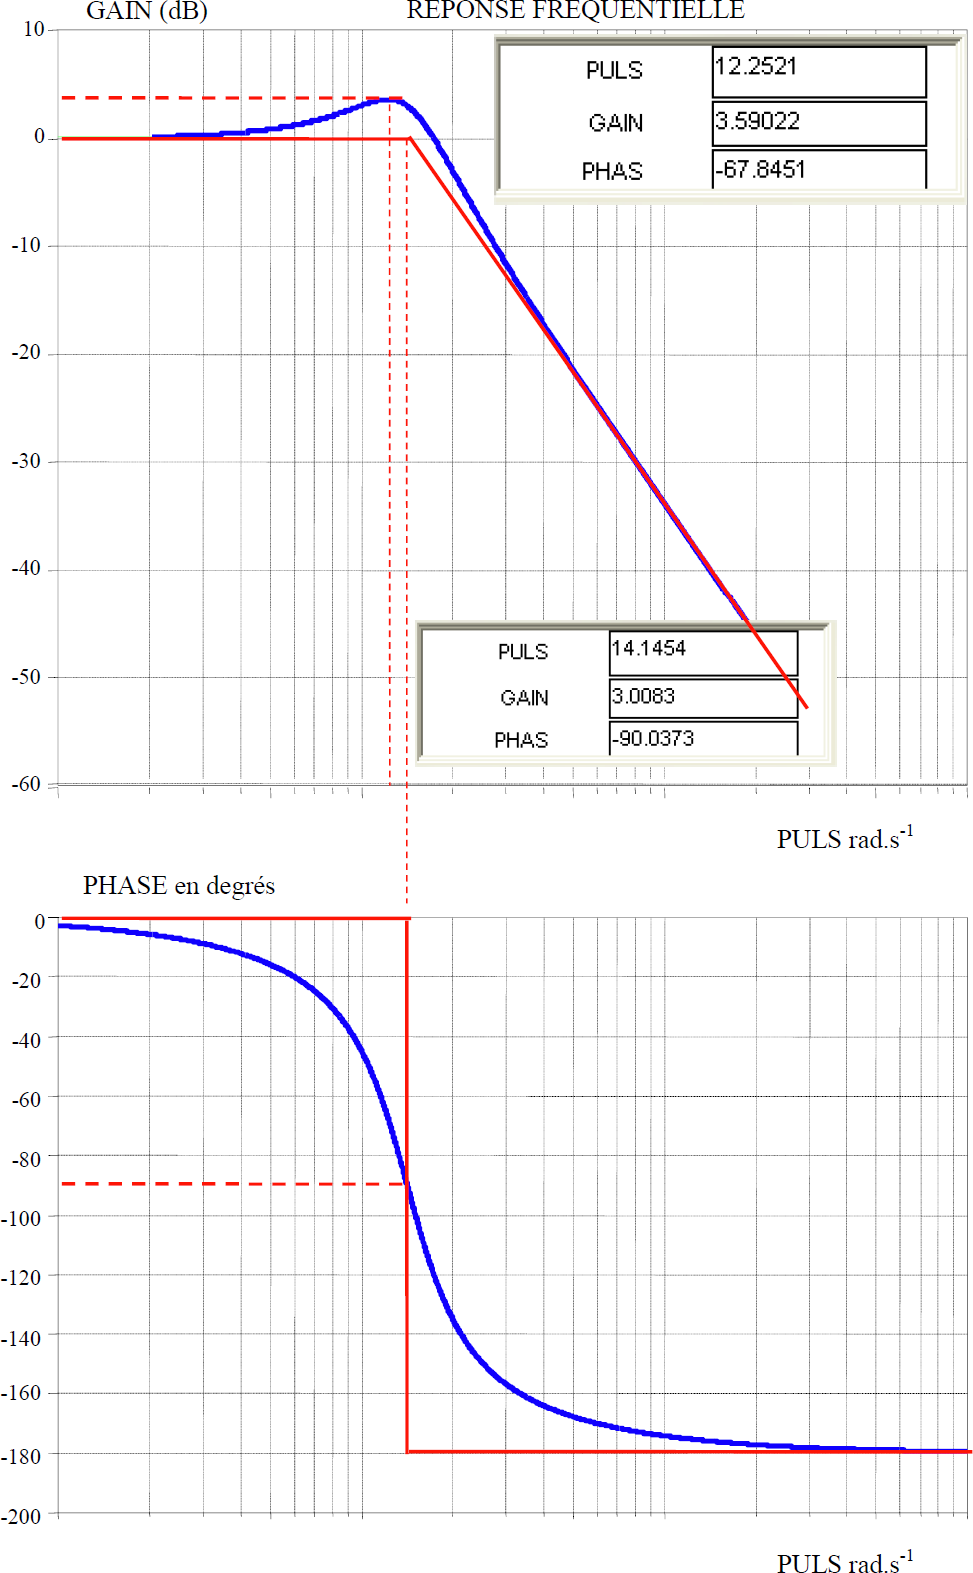 GAIN (dB)
REPONSE FREQUENTIELLE
10
0
-10
-20
-30
-40
-50
-60
PULS 12.2521
GAIN 3.59022
PHAS -67.8451
PULS 14.1454
GAIN 3.0083
PHAS -90.0373
PULS rad.s-1
PHASE en degrés
0
-20
-40
-60
-80
-100
-120
-140
-160
-180
-200
PULS rad.s-1